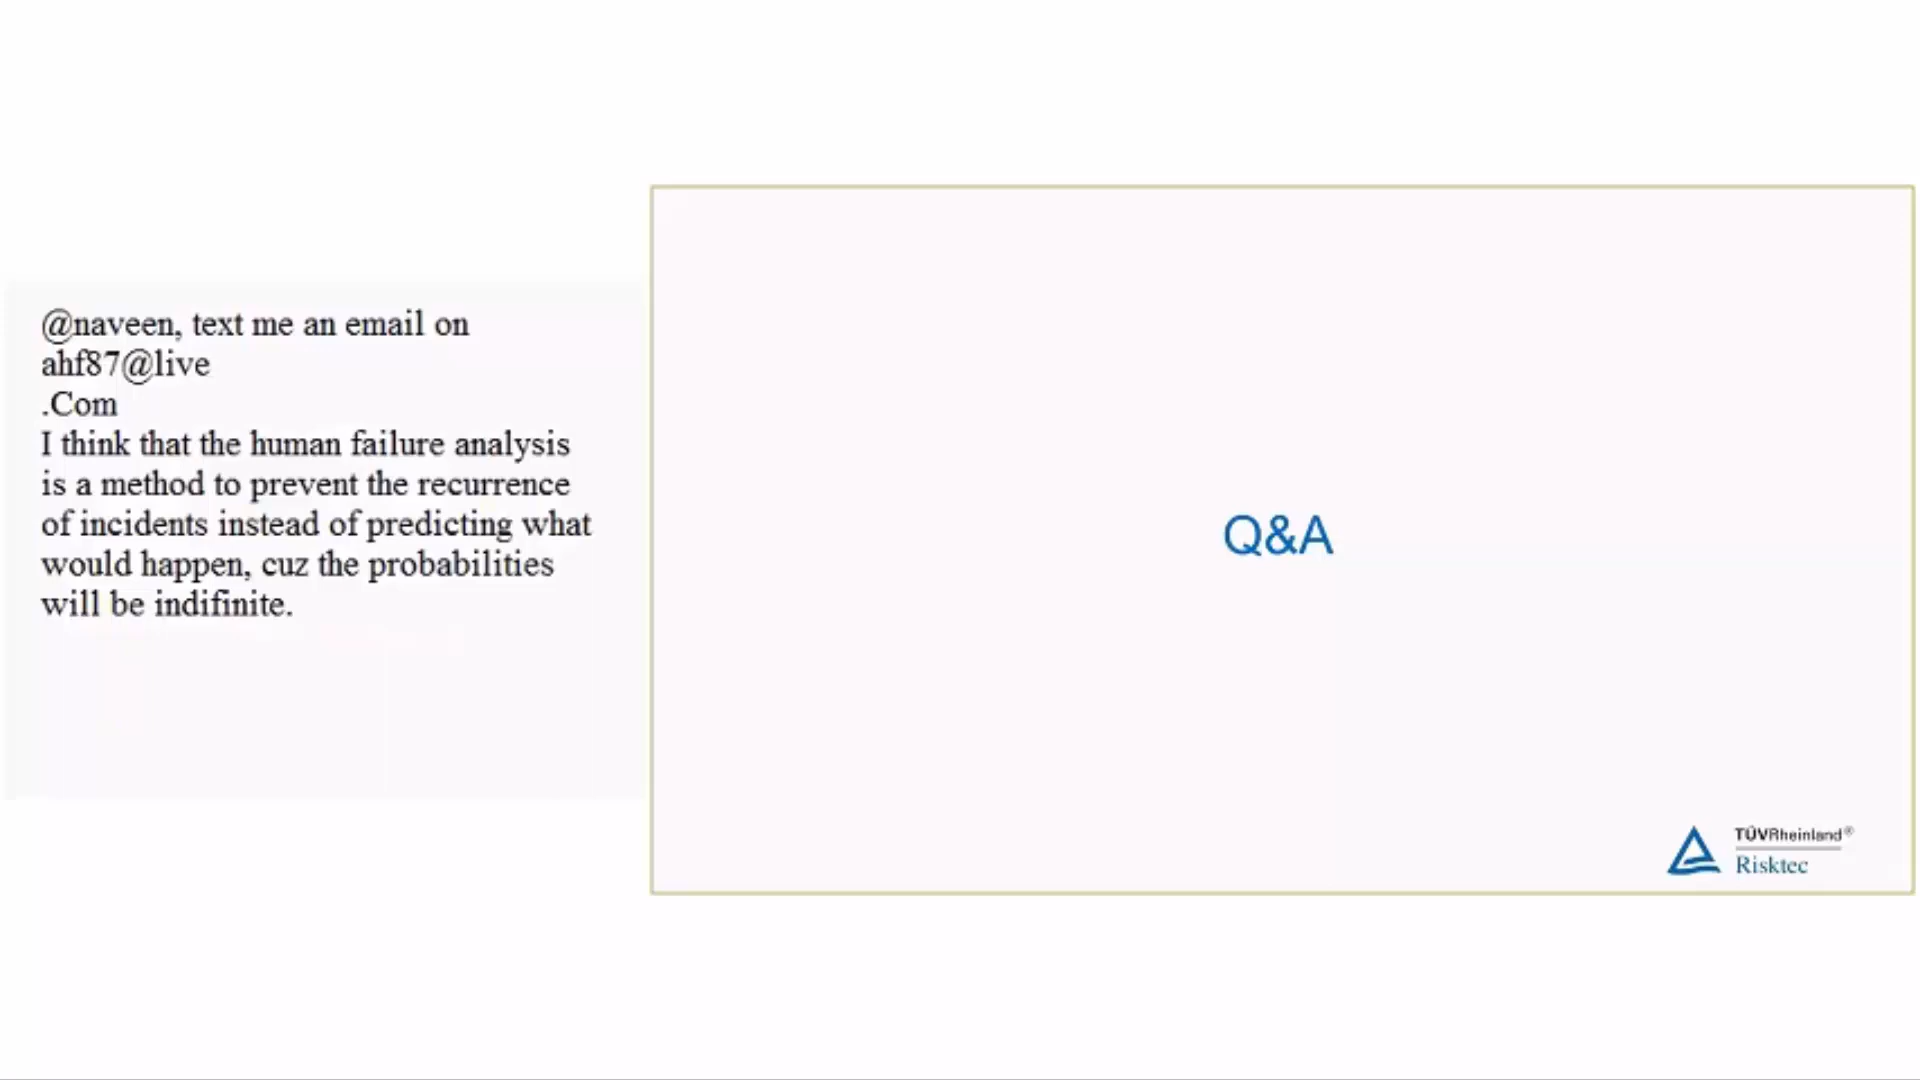 @naveen, text me an email on
ahf87@live
.Com
I think that the human failure analysis
is a method to prevent the recurrence
of incidents instead of predicting what
would happen, cuz the probabilities
will be indifinite.
Q&A
TÜVRheinland®
Risktec